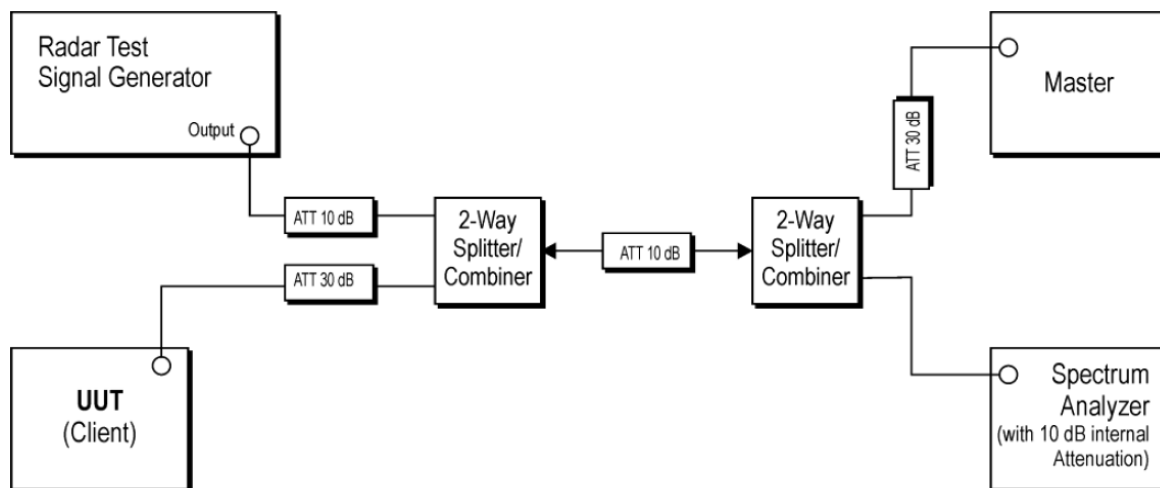 Radar Test
Signal Generator
Output
ATT 10 dB
ATT 30 dB
UUT
(Client)
2-Way
Splitter/
Combiner
ATT 10 dB
2-Way
Splitter/
Combiner
ATT 30 dB
Master
Spectrum
Analyzer
(with 10 dB internal
Attenuation)